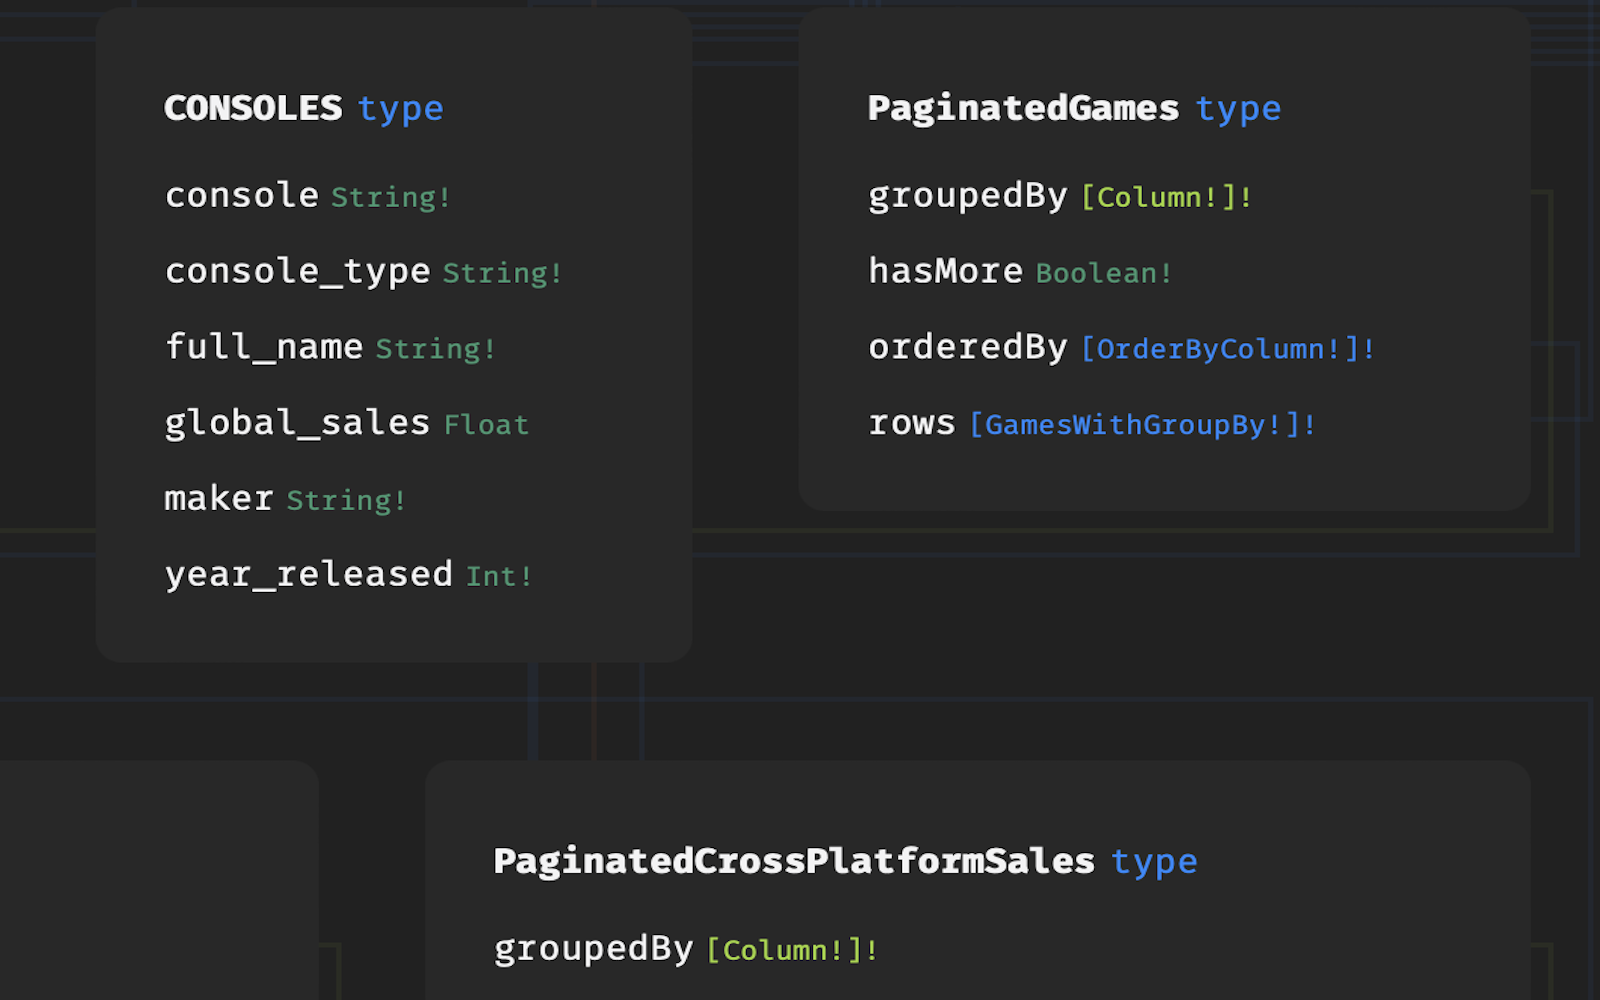 CONSOLES type
console String!
console_type String!
full_name String!
global_sales Float
maker String!
year_released Int!
PaginatedGames type
groupedBy [Column!]!
hasMore Boolean!
orderedBy [OrderByColumn!]!
rows [GamesWithGroupBy!]!
PaginatedCrossPlatformSales type
groupedBy [Column!]!